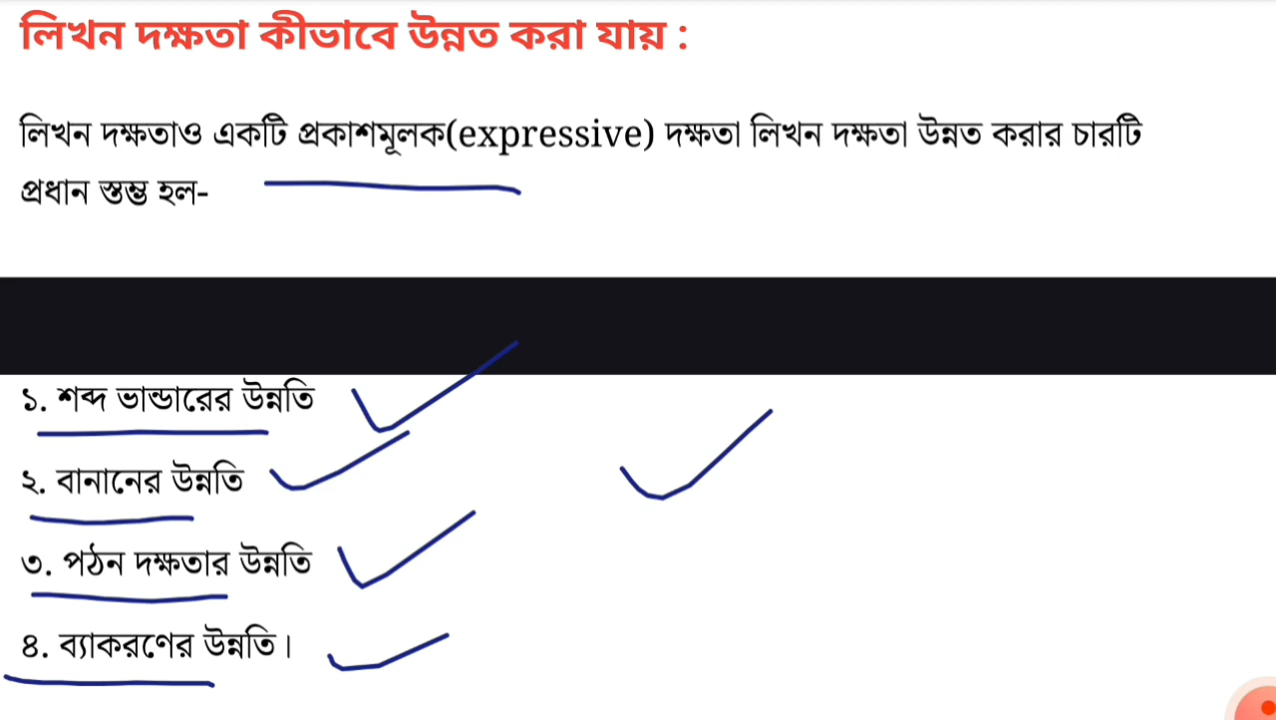 লিখন দক্ষতা কীভাবে উন্নত করা যায় :
লিখন দক্ষতাও একটি প্রকাশমূলক(expressive) দক্ষতা লিখন দক্ষতা উন্নত করার চারটি
প্রধান স্তম্ভ হল-
১. শব্দ ভান্ডারের উন্নতি
২. বানানের উন্নতি
৩. পঠন দক্ষতার উন্নতি
৪. ব্যাকরণের উন্নতি।